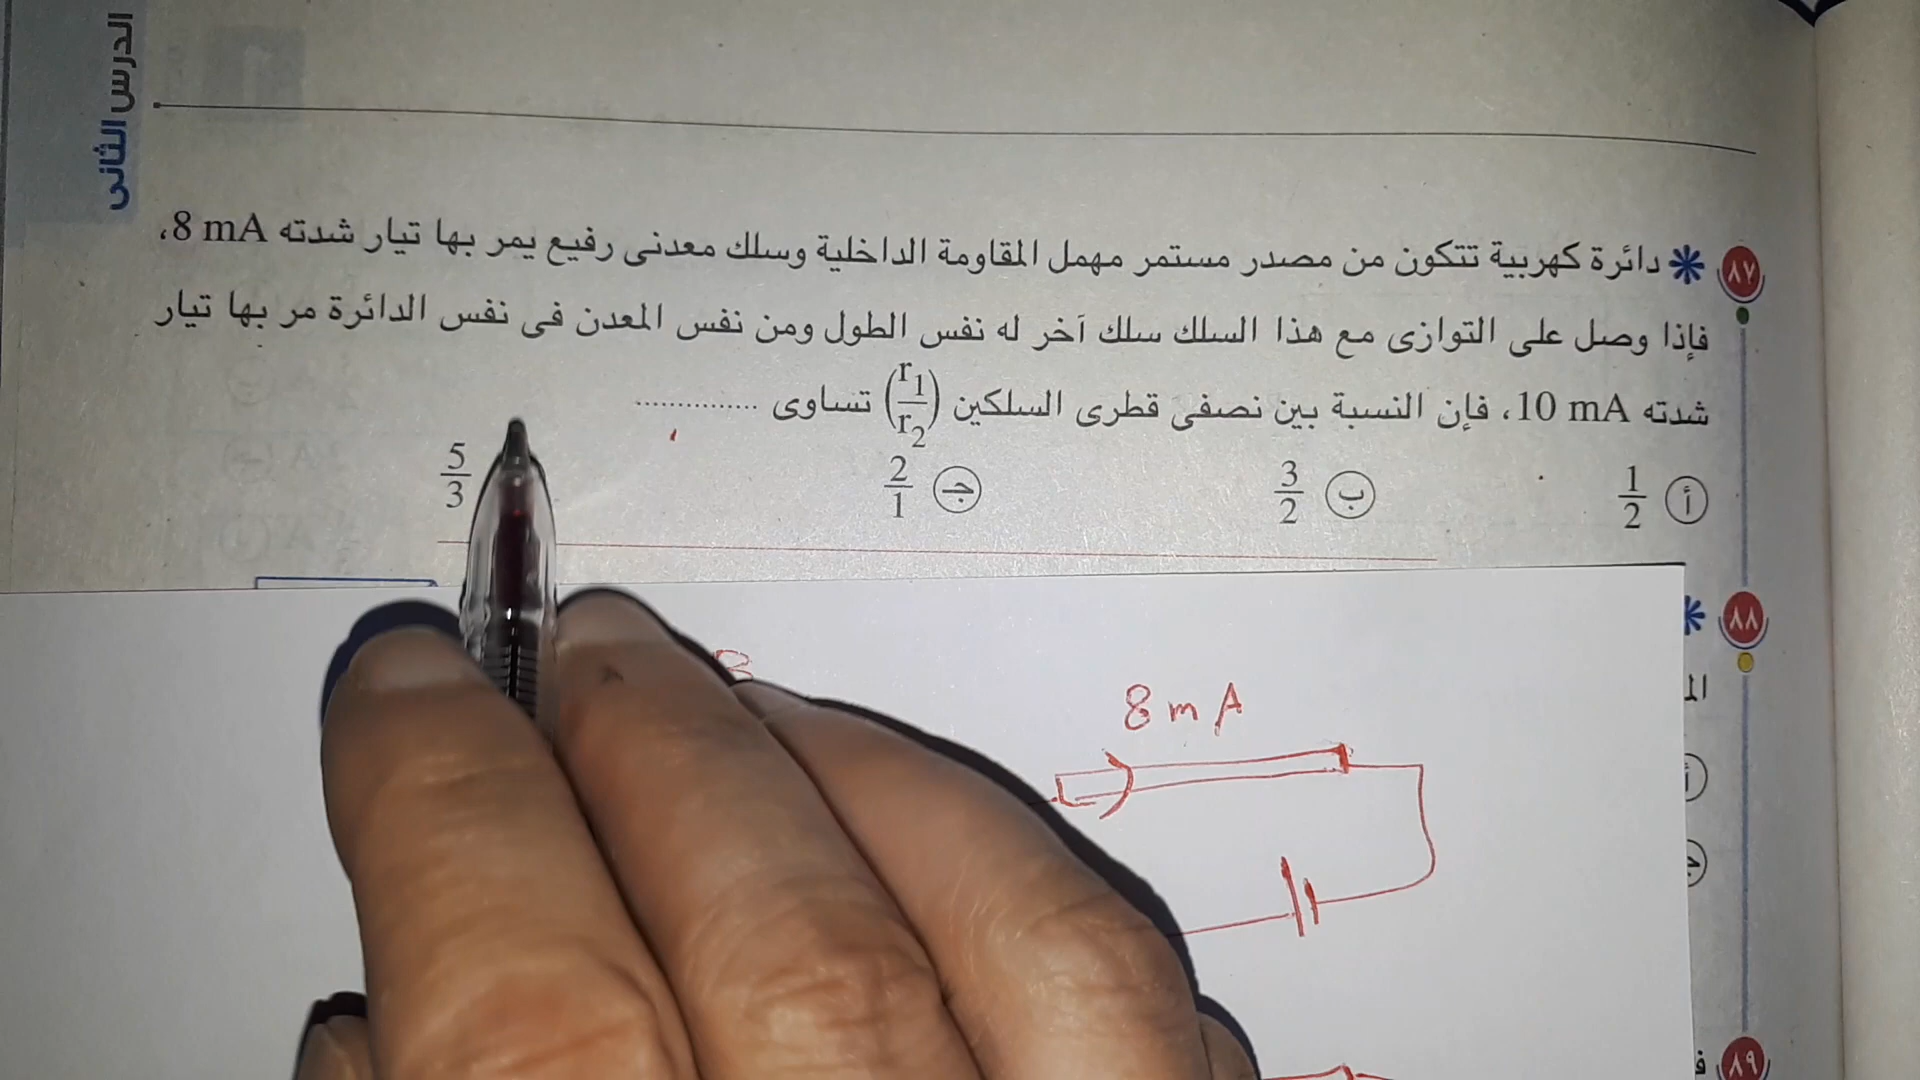 الدرس الثانى
٨٧ * دائرة كهربية تتكون من مصدر مستمر مهمل المقاومة الداخلية وسلك معدنى رفيع يمر بها تيار شدته 8 mA،
فإذا وصل على التوازى مع هذا السلك سلك آخر له نفس الطول ومن نفس المعدن فى نفس الدائرة مر بها تيار
شدته 10 mA، فإن النسبة بين نصفى قطرى السلكين (r1/r2) تساوى ...............
أ 1/2 ب 3/2 جـ 2/1 5/3
٨٨ *
8 mA
أ
جـ
٨٩